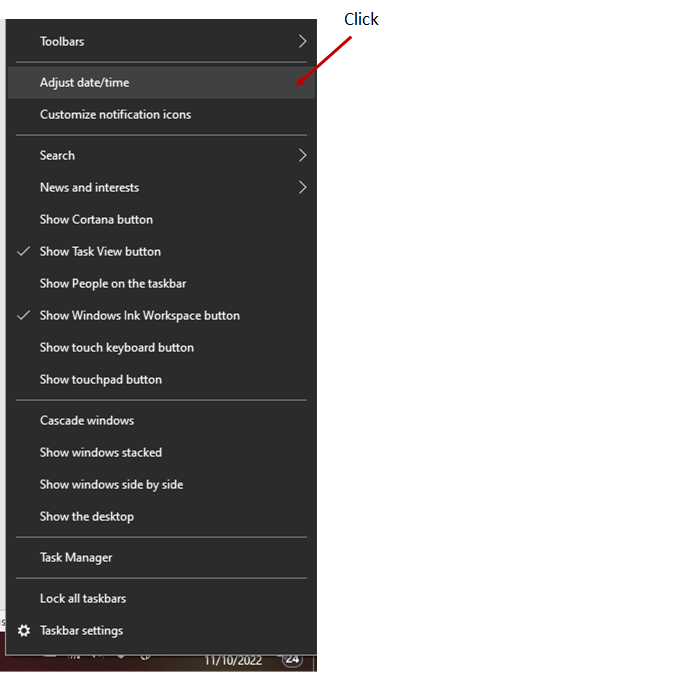 Click
Toolbars
Adjust date/time
Customize notification icons
Search
News and interests
Show Cortana button
Show Task View button
Show People on the taskbar
Show Windows Ink Workspace button
Show touch keyboard button
Show touchpad button
Cascade windows
Show windows stacked
Show windows side by side
Show the desktop
Task Manager
Lock all taskbars
Taskbar settings
11/10/2022
24